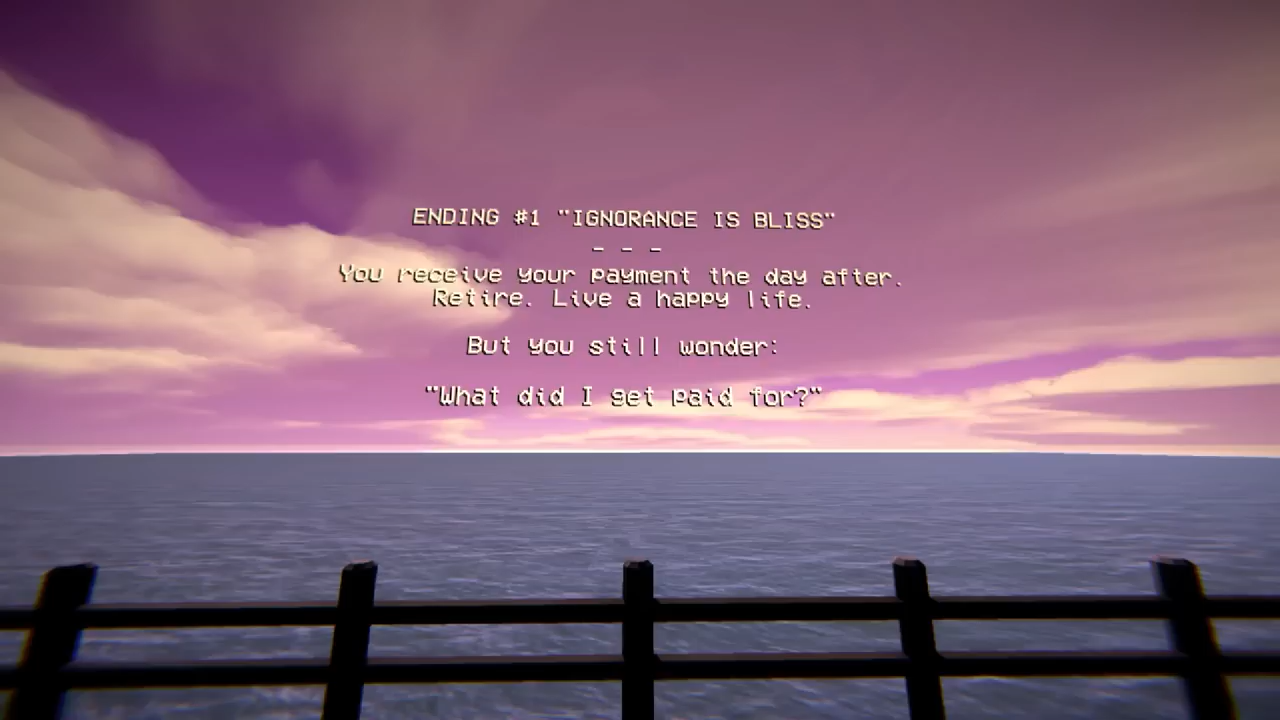 ENDING #1 "IGNORANCE IS BLISS"
- - -
You receive your payment the day after.
Retire. Live a happy life.
But you still wonder:
"What did I get paid for?"